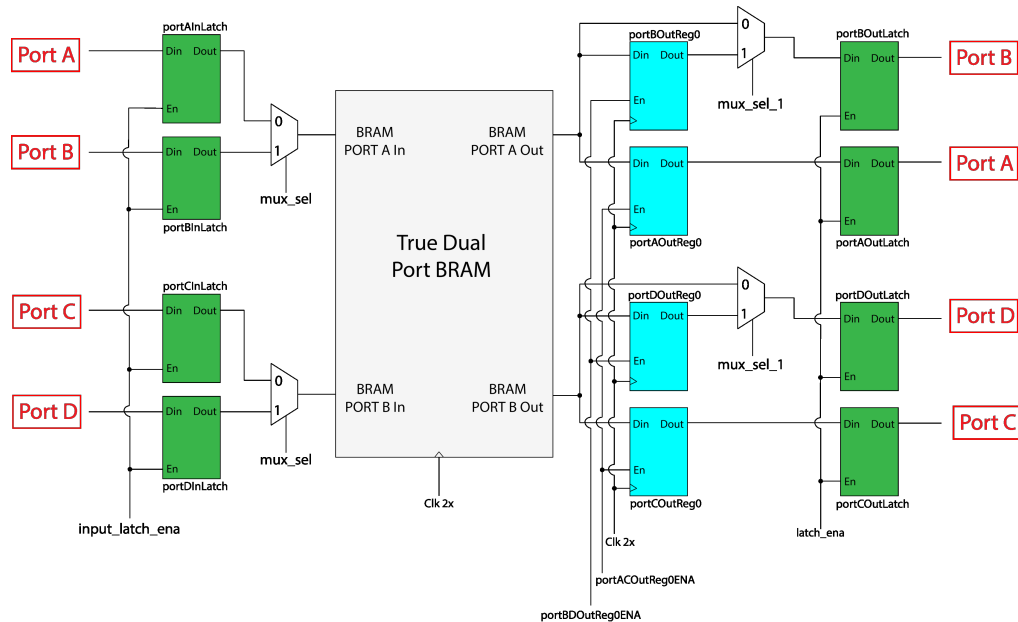 portAInLatch
Port A
Din Dout
En
Port B
Din Dout
En
portBInLatch
0
1
mux_sel
portCInLatch
Port C
Din Dout
En
Port D
Din Dout
En
portDInLatch
0
1
mux_sel
input_latch_ena
BRAM
PORT A In
BRAM
PORT A Out
True Dual
Port BRAM
BRAM
PORT B In
BRAM
PORT B Out
Clk 2x
portBOutReg0
Din Dout
En
0
1
mux_sel_1
portBOutLatch
Din Dout
En
Port B
Din Dout
En
portAOutReg0
Din Dout
En
portAOutLatch
Port A
portDOutReg0
Din Dout
En
0
1
mux_sel_1
portDOutLatch
Din Dout
En
Port D
Din Dout
En
portCOutReg0
Din Dout
En
portCOutLatch
Port C
latch_ena
Clk 2x
portACOutReg0ENA
portBDOutReg0ENA